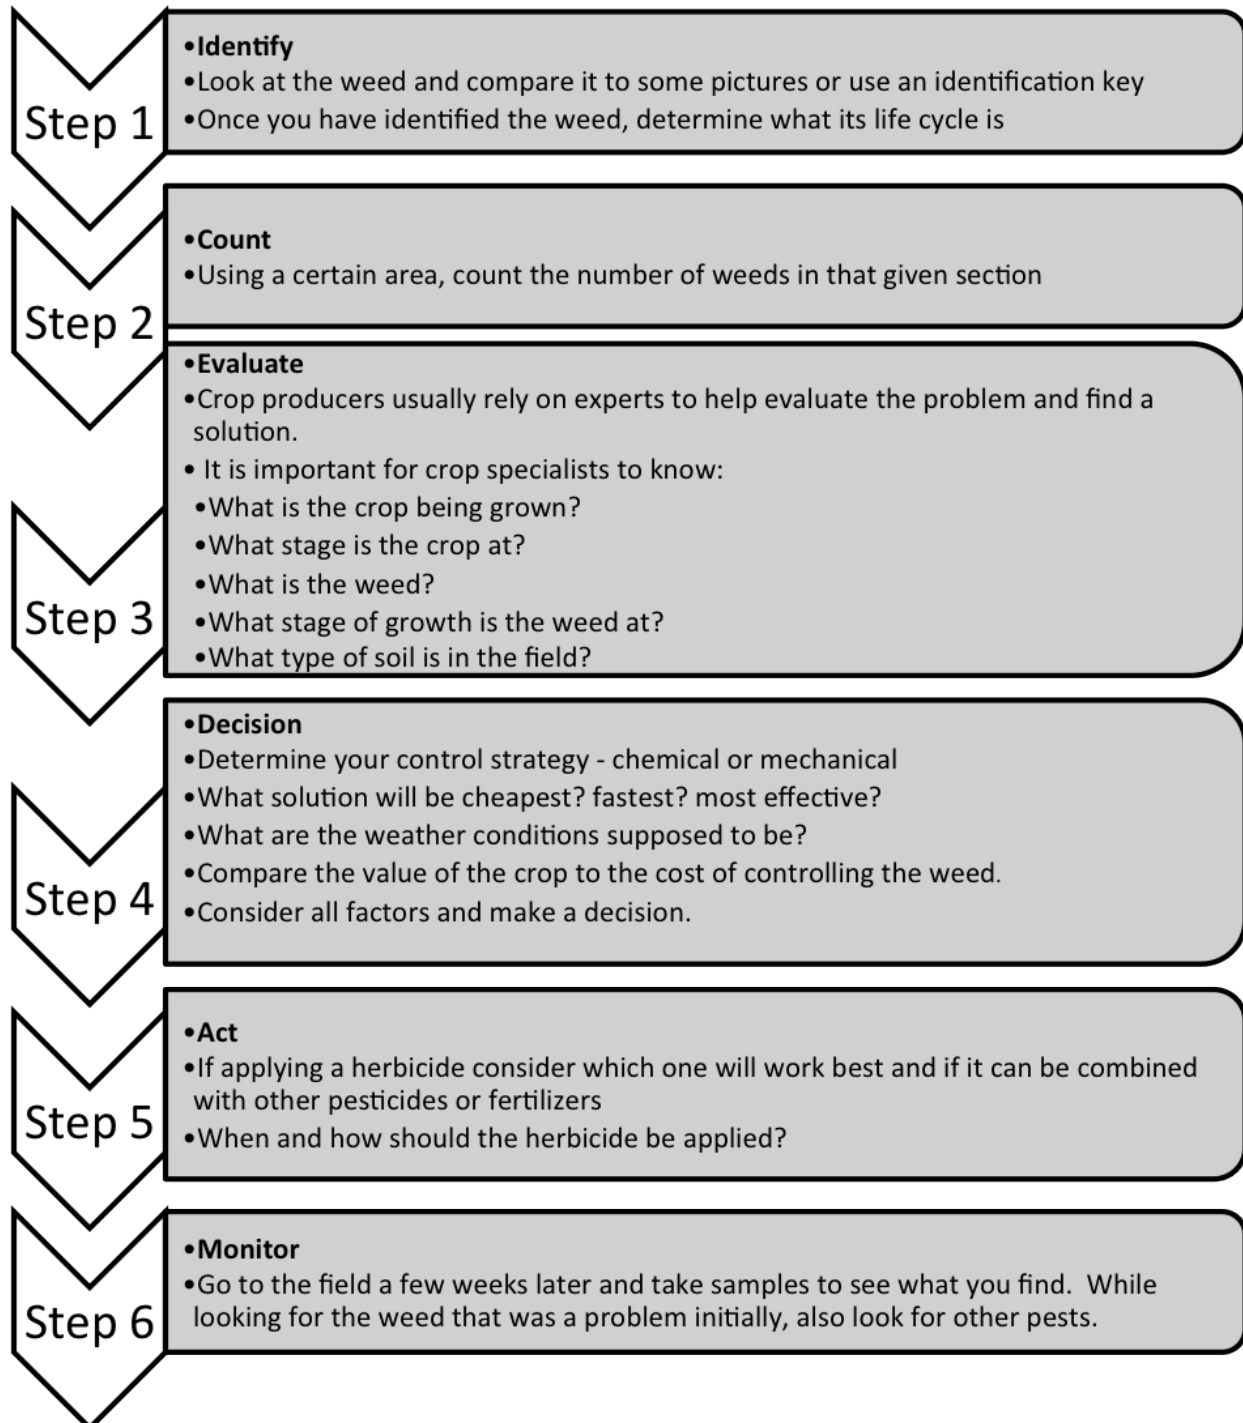 Step 1
•Identify
•Look at the weed and compare it to some pictures or use an identification key
•Once you have identified the weed, determine what its life cycle is
Step 2
•Count
•Using a certain area, count the number of weeds in that given section
Step 3
•Evaluate
•Crop producers usually rely on experts to help evaluate the problem and find a
solution.
• It is important for crop specialists to know:
•What is the crop being grown?
•What stage is the crop at?
•What is the weed?
•What stage of growth is the weed at?
•What type of soil is in the field?
Step 4
•Decision
•Determine your control strategy - chemical or mechanical
•What solution will be cheapest? fastest? most effective?
•What are the weather conditions supposed to be?
•Compare the value of the crop to the cost of controlling the weed.
•Consider all factors and make a decision.
Step 5
•Act
•If applying a herbicide consider which one will work best and if it can be combined
with other pesticides or fertilizers
•When and how should the herbicide be applied?
Step 6
•Monitor
•Go to the field a few weeks later and take samples to see what you find.  While
looking for the weed that was a problem initially, also look for other pests.